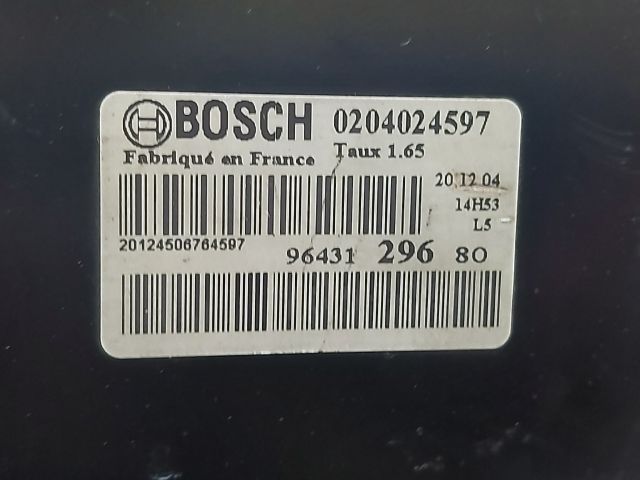 BOSCH 0204024597
Fabriqué en France Taux 1.65
20.12.04
14H53
L5
20124506764597
96431 296 80